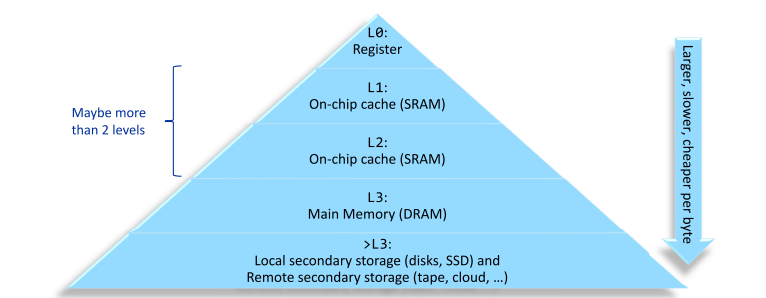 L0:
Register
L1:
On-chip cache (SRAM)
Maybe more
than 2 levels
L2:
On-chip cache (SRAM)
L3:
Main Memory (DRAM)
>L3:
Local secondary storage (disks, SSD) and
Remote secondary storage (tape, cloud, …)
Larger, slower, cheaper per byte